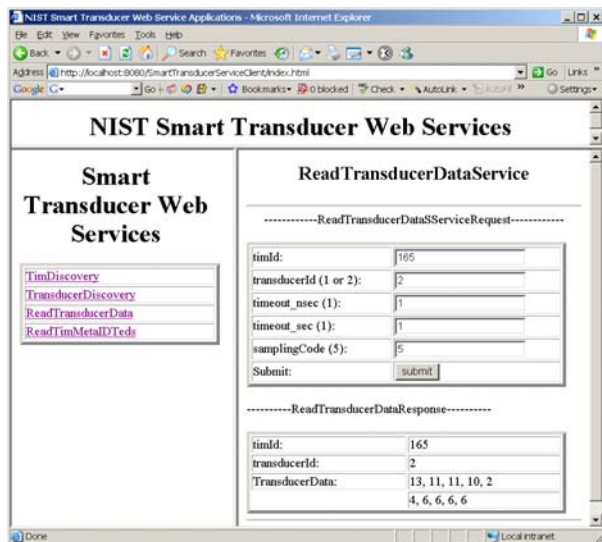 NIST Smart Transducer Web Service Applications - Microsoft Internet Explorer
File Edit View Favorites Tools Help
Back Search Favorites
Address http://localhost:8080/SmartTransducerServiceClient/index.html Go Links »
Google G Go Bookmarks 0 blocked Check AutoLink AutoFill » Settings
NIST Smart Transducer Web Services
Smart
Transducer Web
Services
TimDiscovery
TransducerDiscovery
ReadTransducerData
ReadTimMetaIDTeds
ReadTransducerDataService
------------ReadTransducerDataSServiceRequest------------
timId: 165
transducerId (1 or 2): 2
timeout_nsec (1): 1
timeout_sec (1): 1
samplingCode (5): 5
Submit: submit
----------ReadTransducerDataResponse----------
timId: 165
transducerId: 2
TransducerData: 13, 11, 11, 10, 2
4, 6, 6, 6, 6
Done Local intranet